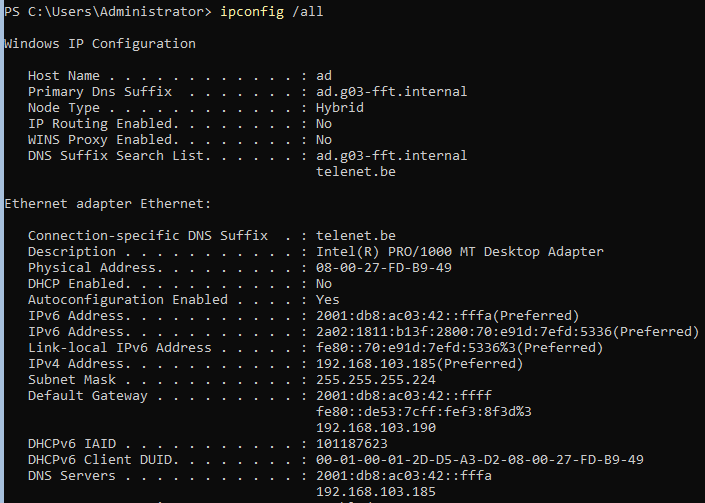 PS C:\Users\Administrator> ipconfig /all
Windows IP Configuration
Host Name . . . . . . . . . . . . : ad
Primary Dns Suffix  . . . . . . . : ad.g03-fft.internal
Node Type . . . . . . . . . . . . : Hybrid
IP Routing Enabled. . . . . . . . : No
WINS Proxy Enabled. . . . . . . . : No
DNS Suffix Search List. . . . . . : ad.g03-fft.internal
telenet.be
Ethernet adapter Ethernet:
Connection-specific DNS Suffix  . : telenet.be
Description . . . . . . . . . . . : Intel(R) PRO/1000 MT Desktop Adapter
Physical Address. . . . . . . . . : 08-00-27-FD-B9-49
DHCP Enabled. . . . . . . . . . . : No
Autoconfiguration Enabled . . . . : Yes
IPv6 Address. . . . . . . . . . . : 2001:db8:ac03:42::fffa(Preferred)
IPv6 Address. . . . . . . . . . . : 2a02:1811:b13f:2800:70:e91d:7efd:5336(Preferred)
Link-local IPv6 Address . . . . . : fe80::70:e91d:7efd:5336%3(Preferred)
IPv4 Address. . . . . . . . . . . : 192.168.103.185(Preferred)
Subnet Mask . . . . . . . . . . . : 255.255.255.224
Default Gateway . . . . . . . . . : 2001:db8:ac03:42::ffff
fe80::de53:7cff:fef3:8f3d%3
192.168.103.190
DHCPv6 IAID . . . . . . . . . . . : 101187623
DHCPv6 Client DUID. . . . . . . . : 00-01-00-01-2D-D5-A3-D2-08-00-27-FD-B9-49
DNS Servers . . . . . . . . . . . : 2001:db8:ac03:42::fffa
192.168.103.185